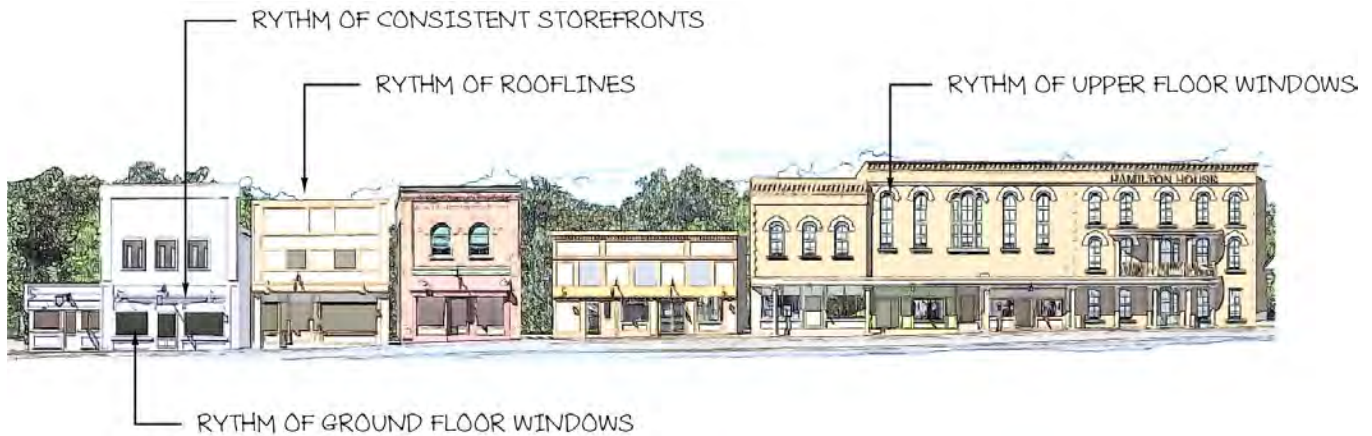 RYTHM OF CONSISTENT STOREFRONTS
RYTHM OF ROOFLINES
RYTHM OF UPPER FLOOR WINDOWS
HAMILTON HOUSE
RYTHM OF GROUND FLOOR WINDOWS